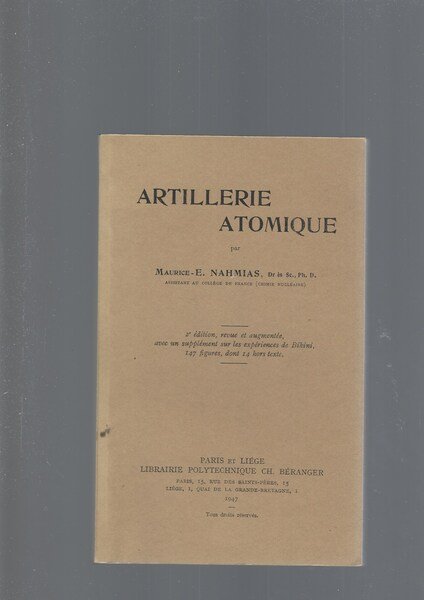 ARTILLERIE
ATOMIQUE
par
MAURICE-E. NAHMIAS, Dr ès Sc., Ph. D.
ASSISTANT AU COLLÈGE DE FRANCE (CHIMIE NUCLÉAIRE)
2e édition, revue et augmentée,
avec un supplément sur les expériences de Bikini,
147 figures, dont 14 hors texte.
PARIS ET LIÉGE
LIBRAIRIE POLYTECHNIQUE CH. BÉRANGER
PARIS, 15, RUE DES SAINTS-PÈRES, 15
LIÉGE, 1, QUAI DE LA GRANDE-BRETAGNE, 1
1947
Tous droits réservés.